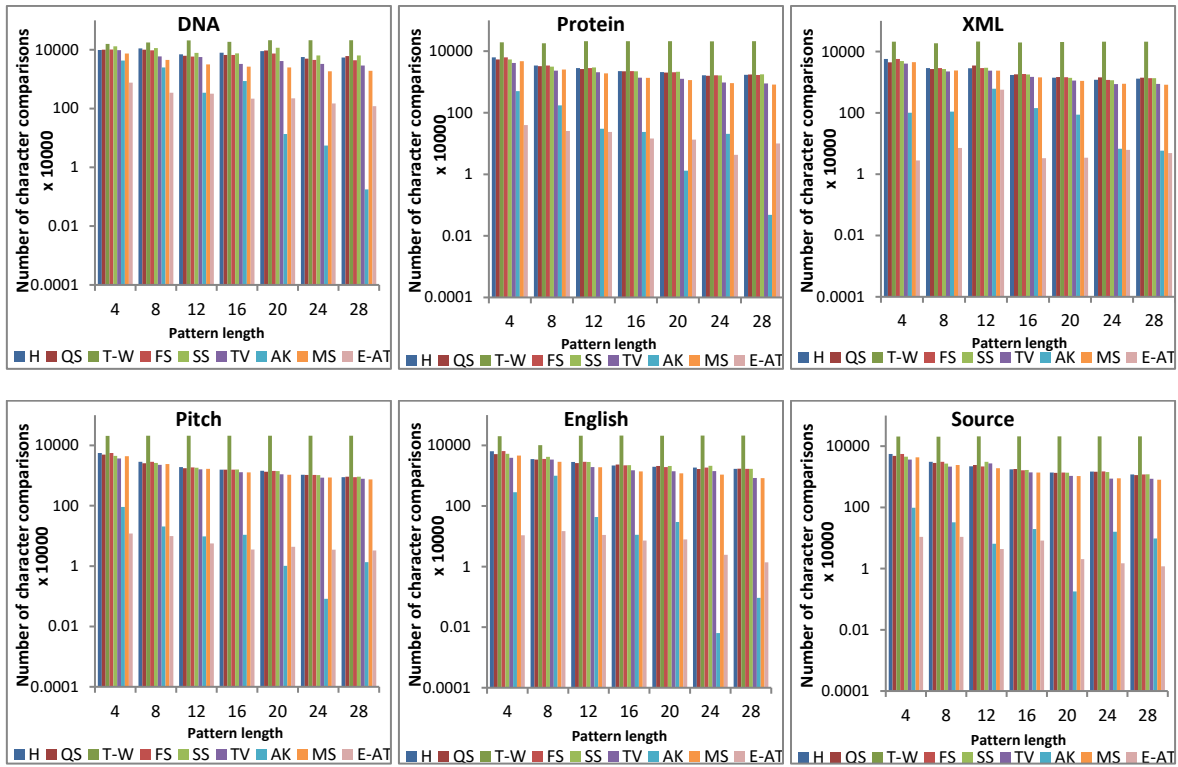 DNA
Number of character comparisons
x 10000
10000
100
1
0.01
0.0001
4 8 12 16 20 24 28
Pattern length
H QS T-W FS SS TV AK MS E-AT
Protein
Number of character comparisons
x 10000
10000
100
1
0.01
0.0001
4 8 12 16 20 24 28
Pattern length
H QS T-W FS SS TV AK MS E-AT
XML
Number of character comparisons
x 10000
10000
100
1
0.01
0.0001
4 8 12 16 20 24 28
Pattern length
H QS T-W FS SS TV AK MS E-AT
Pitch
Number of character comparisons
x 10000
10000
100
1
0.01
0.0001
4 8 12 16 20 24 28
Pattern length
H QS T-W FS SS TV AK MS E-AT
English
Number of character comparisons
x 10000
10000
100
1
0.01
0.0001
4 8 12 16 20 24 28
Pattern length
H QS T-W FS SS TV AK MS E-AT
Source
Number of character comparisons
x 10000
10000
100
1
0.01
0.0001
4 8 12 16 20 24 28
Pattern length
H QS T-W FS SS TV AK MS E-AT